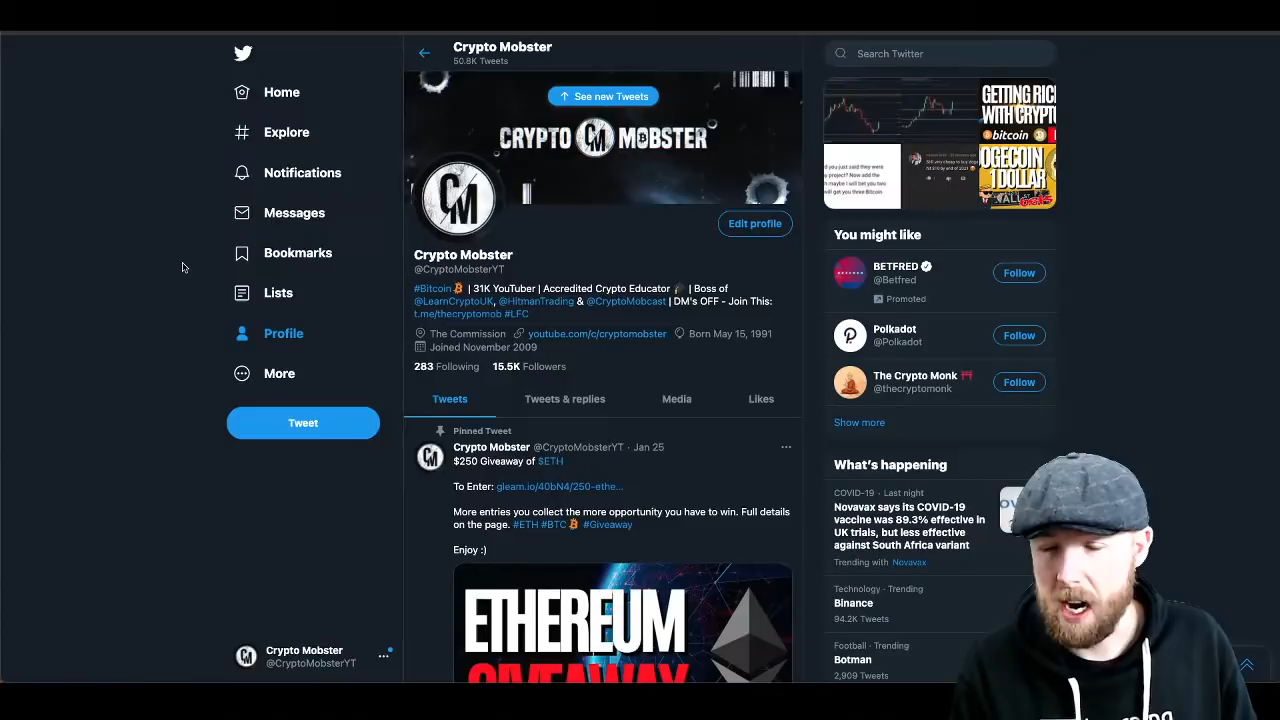 Home
Explore
Messages
Bookmarks
Lists
Profile
More
Tweet
Crypto Mobster
@CryptoMobsterYT
Crypto Mobster
50.8K Tweets
See new Tweets
CRYPTO CM MOBSTER
CM
Edit profile
Crypto Mobster
@CryptoMobsterYT
#Bitcoin | 31K YouTuber | Accredited Crypto Educator | Boss of
@LearnCryptoUK, @HitmanTrading & @CryptoMobcast | DM's OFF - Join This:
t.me/thecryptomob #LFC
The Commission youtube.com/c/cryptomobster Born May 15, 1991
Joined November 2009
283 Following 15.5K Followers
Tweets Tweets & replies Media Likes
Pinned Tweet
Crypto Mobster @CryptoMobsterYT · Jan 25
CM
$250 Giveaway of $ETH
To Enter: gleam.io/40bN4/250-ethe...
More entries you collect the more opportunity you have to win. Full details
on the page. #ETH #BTC #Giveaway
Enjoy :)
ETHEREUM
GIVEAWAY
Search Twitter
GETTING RICH
WITH CRYPTO
bitcoin
OGECOIN
1 DOLLAR
You might like
BETFRED
@Betfred
Promoted
Follow
Polkadot
@Polkadot
Follow
The Crypto Monk
@thecryptomonk
Follow
Show more
What's happening
COVID-19 · Last night
Novavax says its COVID-19
vaccine was 89.3% effective in
UK trials, but less effective
against South Africa variant
Trending with Novavax
Technology · Trending
Binance
94.2K Tweets
Football · Trending
Botman
2,909 Tweets